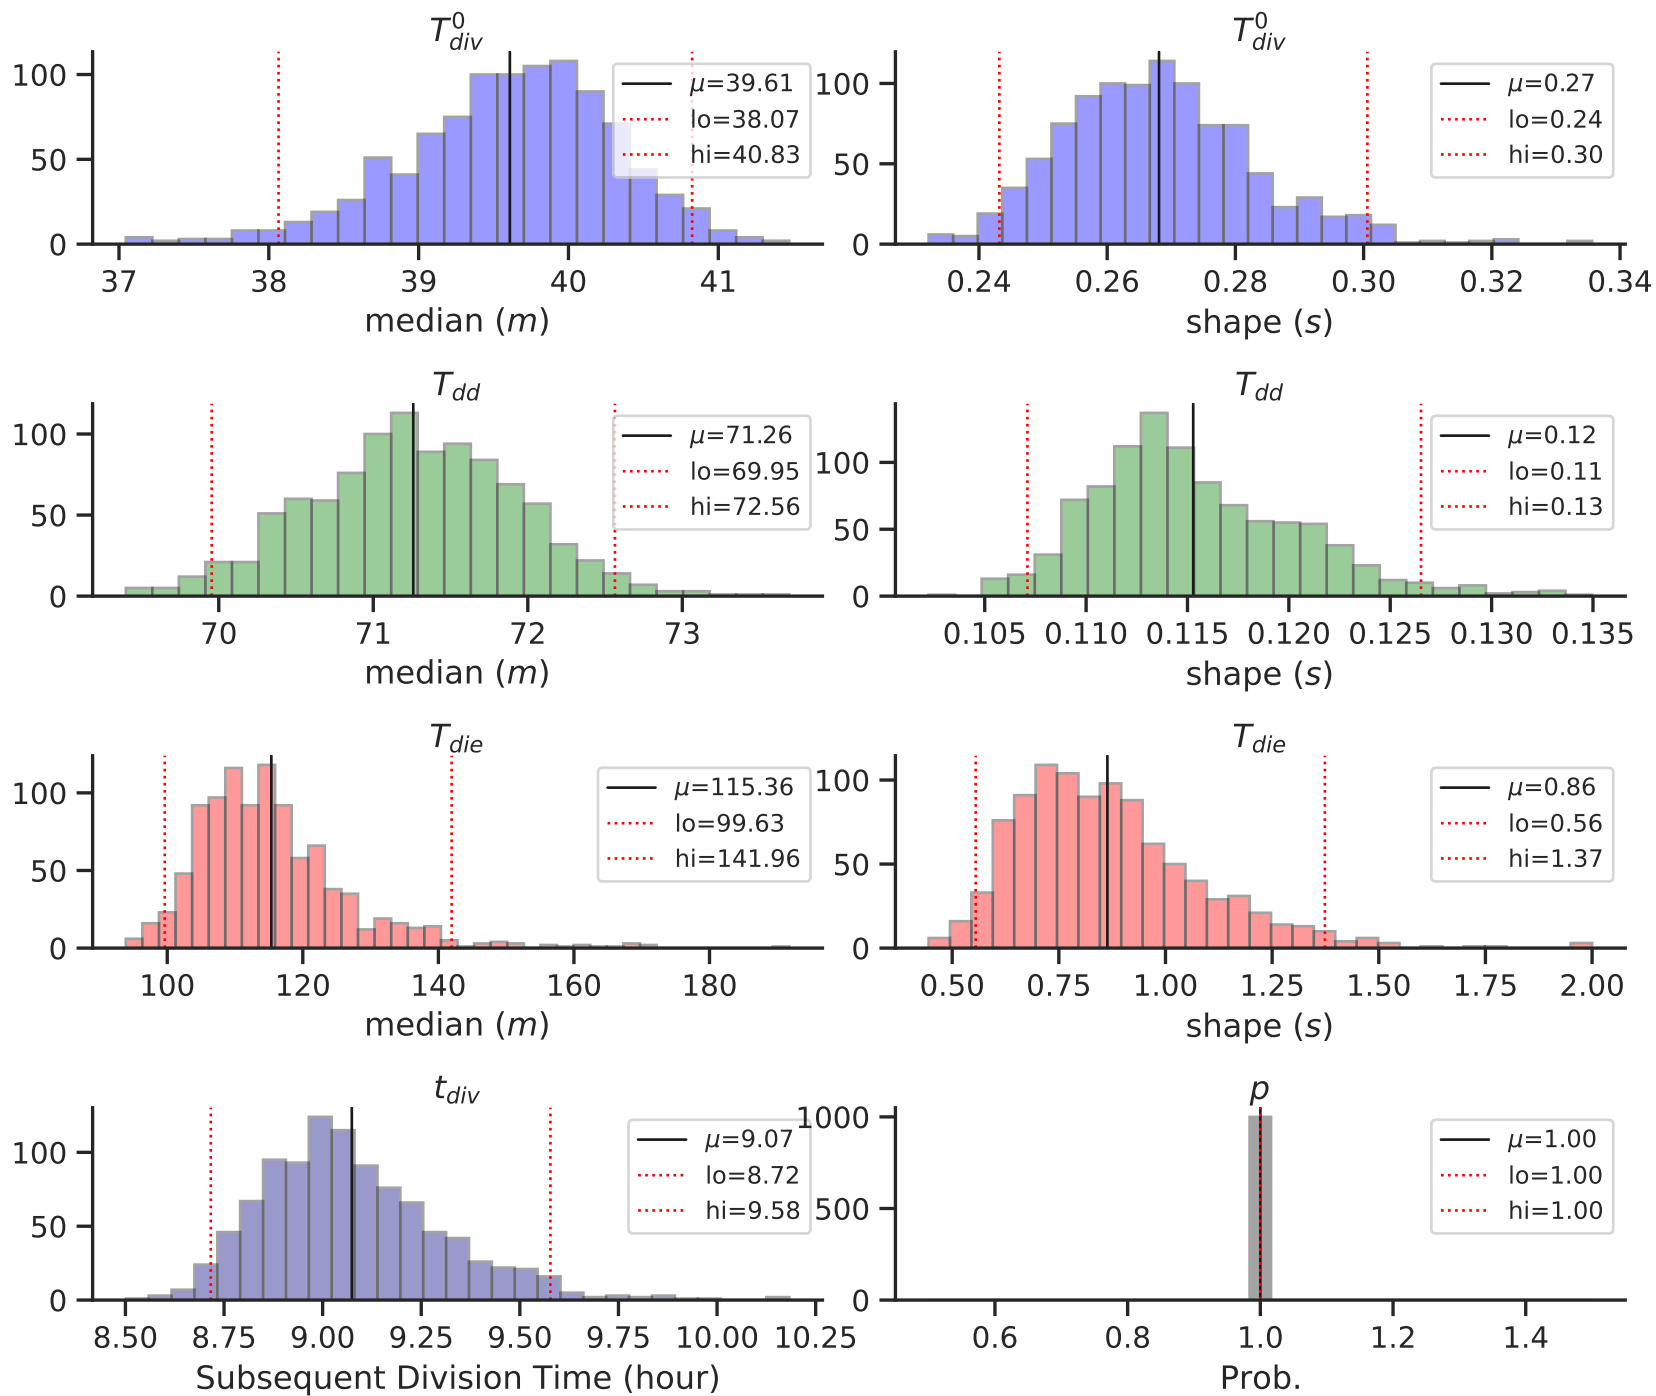 T⁰div
100
50
0
μ=39.61
lo=38.07
hi=40.83
37 38 39 40 41
median (m)
T⁰div
100
50
0
μ=0.27
lo=0.24
hi=0.30
0.24 0.26 0.28 0.30 0.32 0.34
shape (s)
Tdd
100
50
0
μ=71.26
lo=69.95
hi=72.56
70 71 72 73
median (m)
Tdd
100
50
0
μ=0.12
lo=0.11
hi=0.13
0.105 0.110 0.115 0.120 0.125 0.130 0.135
shape (s)
Tdie
100
50
0
μ=115.36
lo=99.63
hi=141.96
100 120 140 160 180
median (m)
Tdie
100
50
0
μ=0.86
lo=0.56
hi=1.37
0.50 0.75 1.00 1.25 1.50 1.75 2.00
shape (s)
tdiv
100
50
0
μ=9.07
lo=8.72
hi=9.58
8.50 8.75 9.00 9.25 9.50 9.75 10.00 10.25
Subsequent Division Time (hour)
p
1000
500
0
μ=1.00
lo=1.00
hi=1.00
0.6 0.8 1.0 1.2 1.4
Prob.